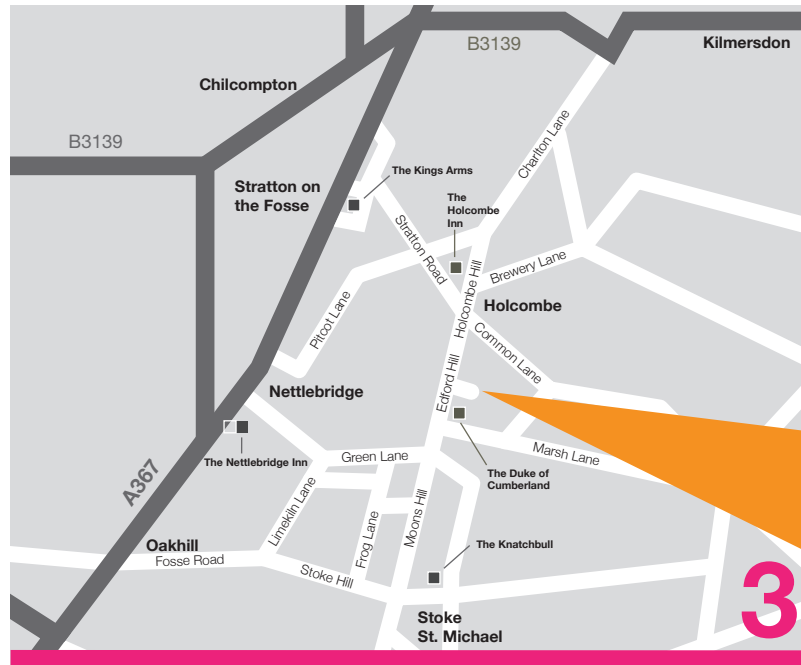 B3139
Kilmersdon
Chilcompton
B3139
Charlton Lane
The Kings Arms
Stratton on
the Fosse
The
Holcombe
Inn
Stratton Road
Holcombe Hill
Brewery Lane
Pitcot Lane
Holcombe
Common Lane
Edford Hill
Nettlebridge
The Nettlebridge Inn
Green Lane
Marsh Lane
The Duke of
Cumberland
A367
Limekiln Lane
Frog Lane
Moons Hill
Oakhill
Fosse Road
The Knatchbull
Stoke Hill
Stoke
St. Michael
3